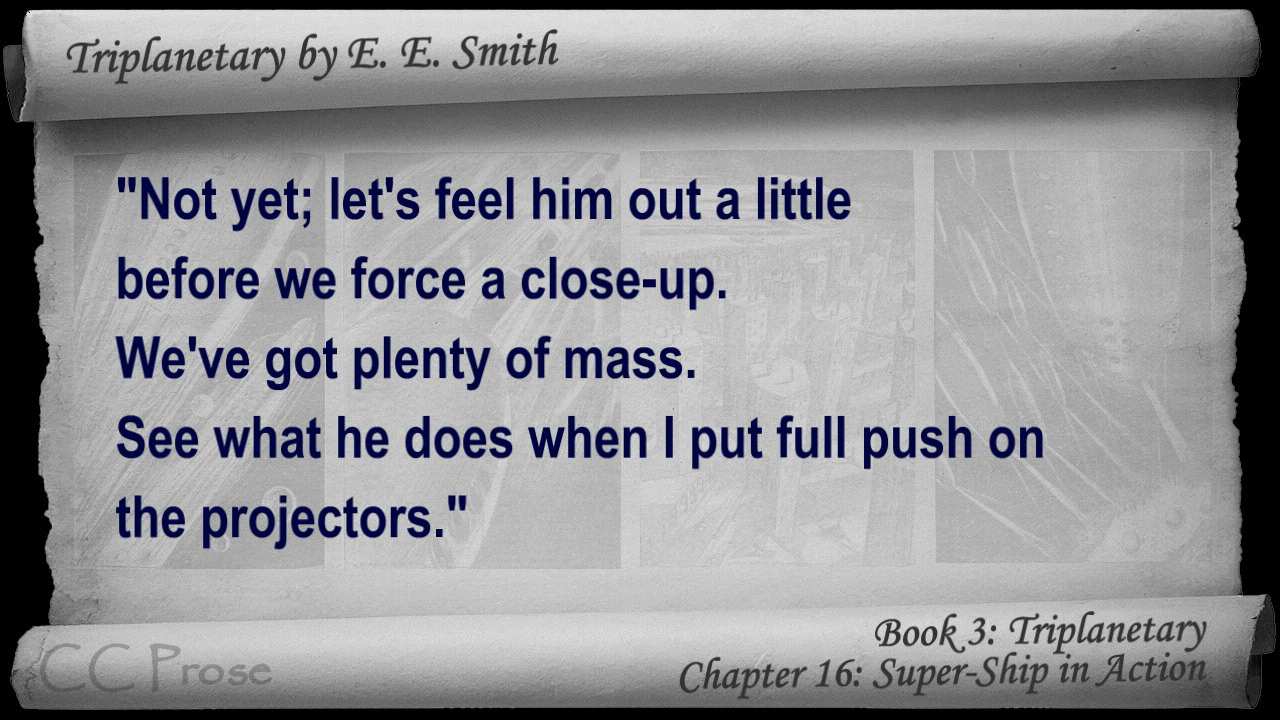 Triplanetary by E. E. Smith
"Not yet; let's feel him out a little
before we force a close-up.
We've got plenty of mass.
See what he does when I put full push on
the projectors."
Book 3: Triplanetary
Chapter 16: Super-Ship in Action
CC Prose